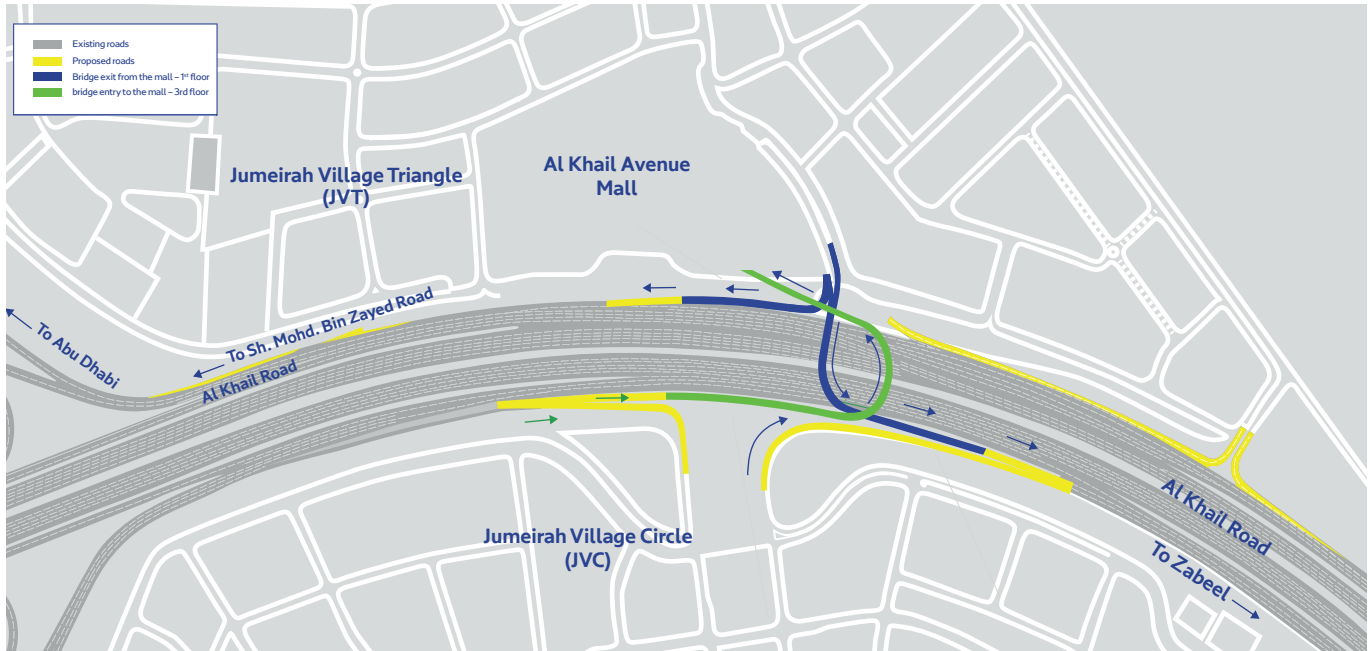 Existing roads
Proposed roads
Bridge exit from the mall – 1st floor
bridge entry to the mall – 3rd floor
Jumeirah Village Triangle
(JVT)
Al Khail Avenue
Mall
To Abu Dhabi
To Sh. Mohd. Bin Zayed Road
Al Khail Road
Jumeirah Village Circle
(JVC)
Al Khail Road
To Zabeel